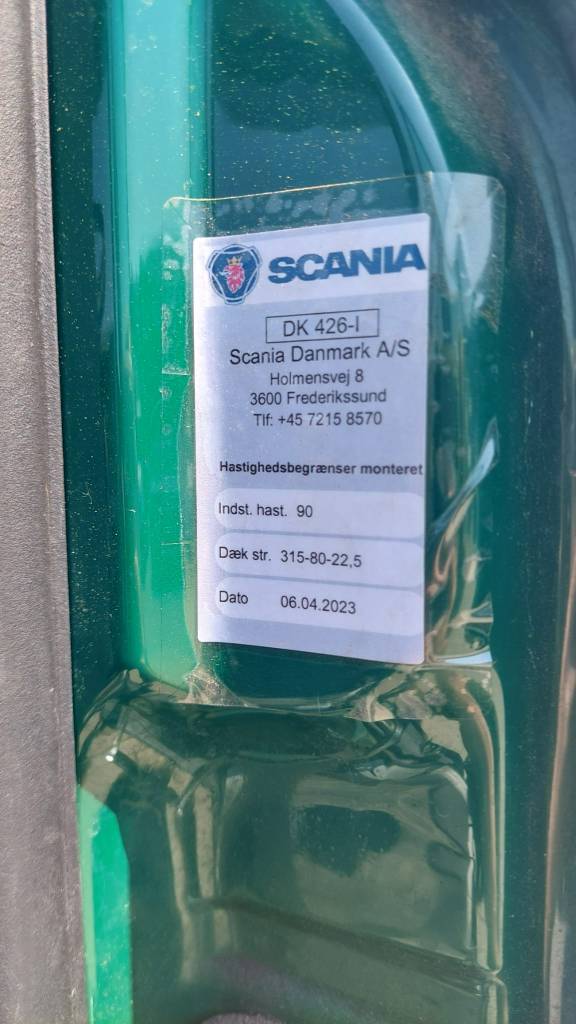 SCANIA
DK 426-I
Scania Danmark A/S
Holmensvej 8
3600 Frederikssund
Tlf: +45 7215 8570
Hastighedsbegrænser monteret
Indst. hast. 90
Dæk str. 315-80-22,5
Dato 06.04.2023